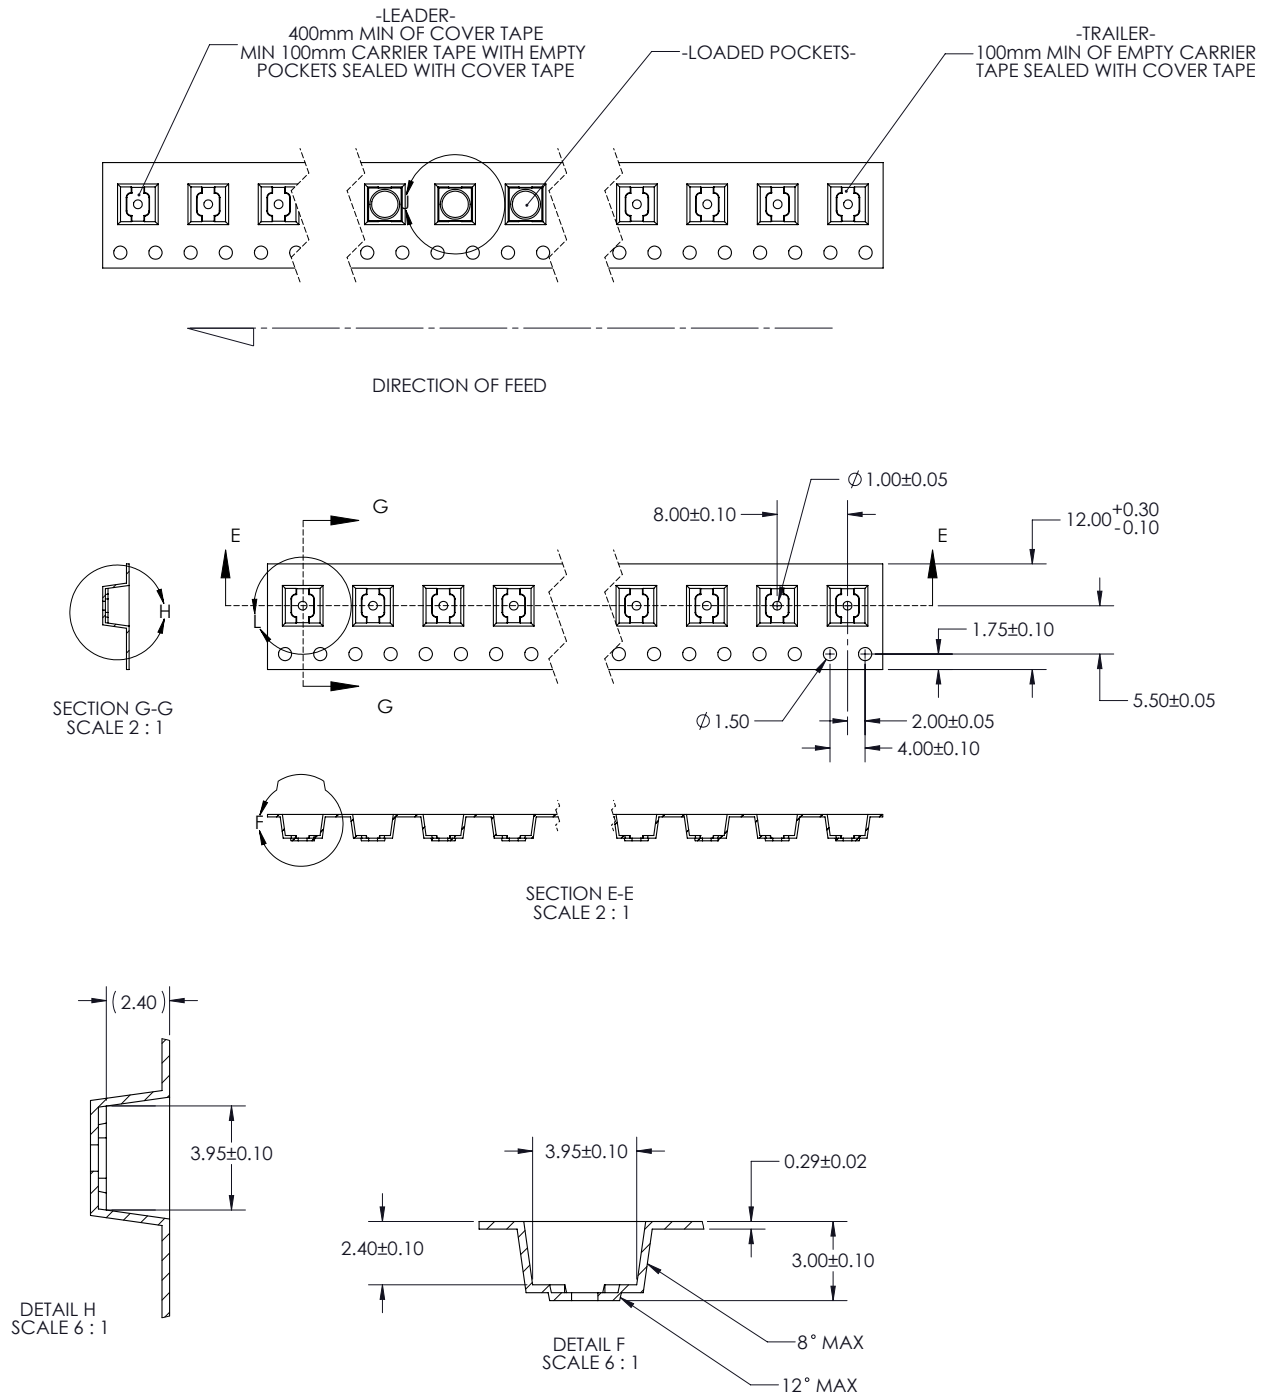 -LEADER-
400mm MIN OF COVER TAPE
MIN 100mm CARRIER TAPE WITH EMPTY
POCKETS SEALED WITH COVER TAPE
-LOADED POCKETS-
-TRAILER-
100mm MIN OF EMPTY CARRIER
TAPE SEALED WITH COVER TAPE
DIRECTION OF FEED
G
E
8.00±0.10
Ø1.00±0.05
E
12.00+0.30
-0.10
H
1.75±0.10
5.50±0.05
G
Ø1.50
2.00±0.05
4.00±0.10
SECTION G-G
SCALE 2 : 1
F
SECTION E-E
SCALE 2 : 1
(2.40)
3.95±0.10
DETAIL H
SCALE 6 : 1
3.95±0.10
0.29±0.02
2.40±0.10
3.00±0.10
8° MAX
12° MAX
DETAIL F
SCALE 6 : 1